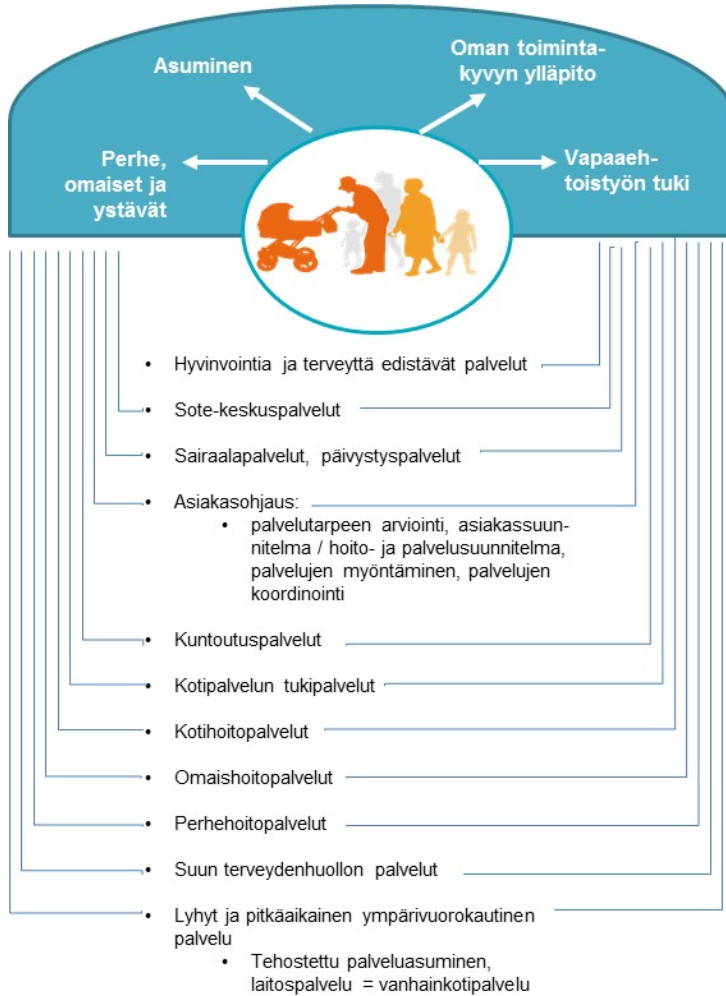 Asuminen
Oman toiminta-
kyvyn ylläpito
Perhe,
omaiset ja
ystävät
Vapaaeh-
toistyön tuki
• Hyvinvointia ja terveyttä edistävät palvelut
• Sote-keskuspalvelut
• Sairaalapalvelut, päivystyspalvelut
• Asiakasohjaus:
• palvelutarpeen arviointi, asiakassuun-
nitelma / hoito- ja palvelusuunnitelma,
palvelujen myöntäminen, palvelujen
koordinointi
• Kuntoutuspalvelut
• Kotipalvelun tukipalvelut
• Kotihoitopalvelut
• Omaishoitopalvelut
• Perhehoitopalvelut
• Suun terveydenhuollon palvelut
• Lyhyt ja pitkäaikainen ympärivuorokautinen
palvelu
• Tehostettu palveluasuminen,
laitospalvelu = vanhainkotipalvelu